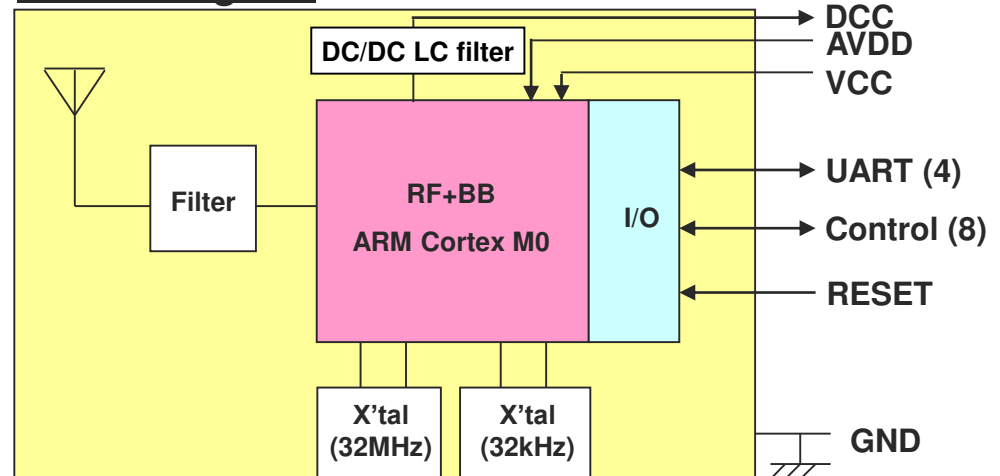 DCC
DC/DC LC filter
AVDD
VCC
Filter
RF+BB
ARM Cortex M0
I/O
UART (4)
Control (8)
RESET
X'tal
(32MHz)
X'tal
(32kHz)
GND